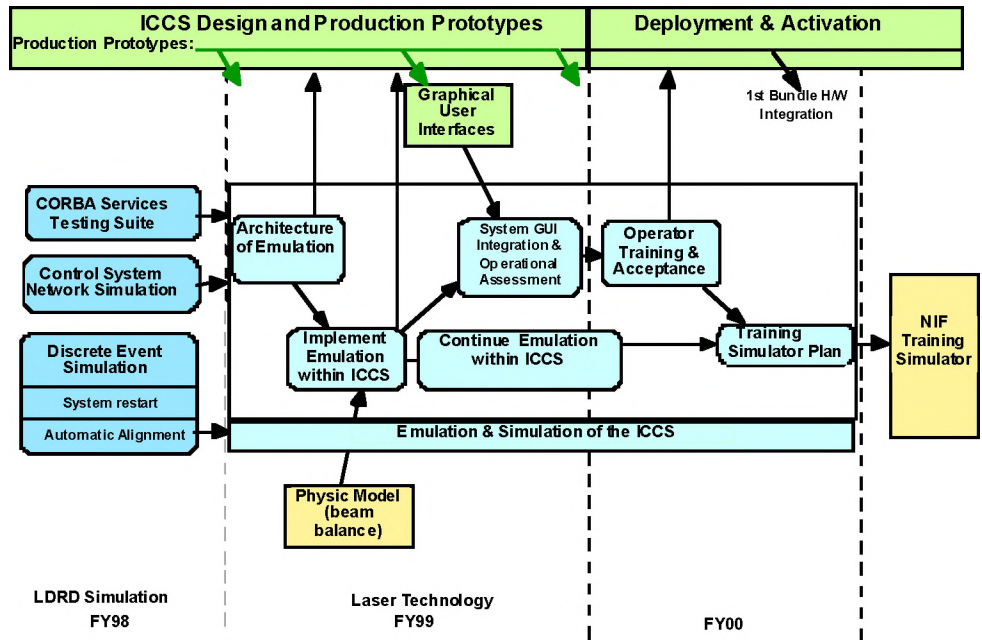 ICCS Design and Production Prototypes
Deployment & Activation
Production Prototypes:
1st Bundle H/W
Integration
Graphical
User
Interfaces
CORBA Services
Testing Suite
Architecture
of Emulation
System GUI
Integration &
Operational
Assessment
Operator
Training &
Acceptance
Control System
Network Simulation
Discrete Event
Simulation
System restart
Automatic Alignment
Implement
Emulation
within ICCS
Continue Emulation
within ICCS
Training
Simulator Plan
NIF
Training
Simulator
Emulation & Simulation of the ICCS
Physic Model
(beam
balance)
LDRD Simulation
FY98
Laser Technology
FY99
FY00